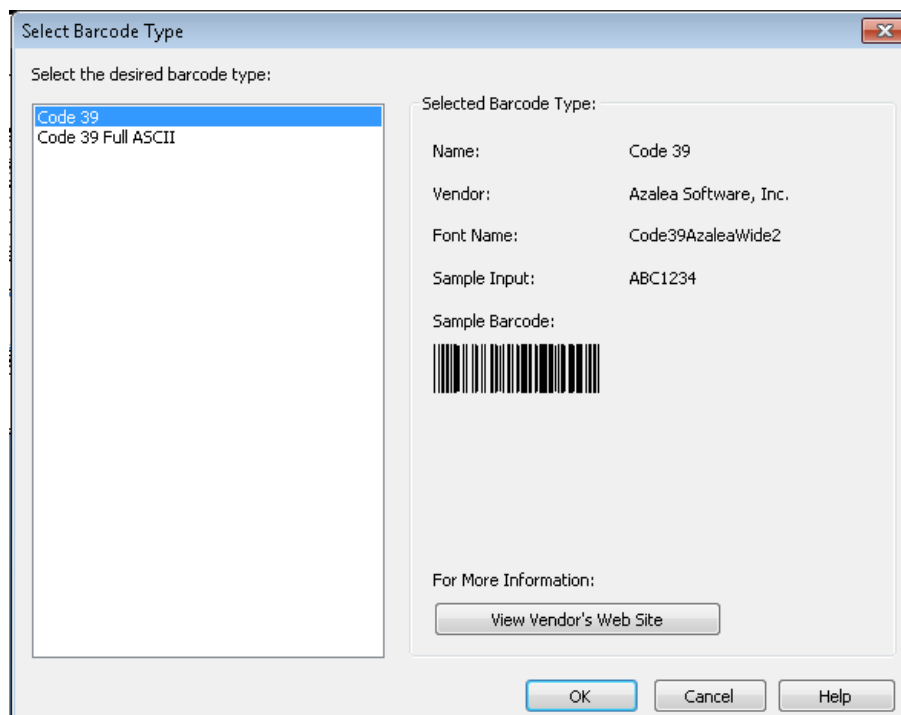 Select Barcode Type
Select the desired barcode type:
Code 39
Code 39 Full ASCII
Selected Barcode Type:
Name: Code 39
Vendor: Azalea Software, Inc.
Font Name: Code39AzaleaWide2
Sample Input: ABC1234
Sample Barcode:
For More Information:
View Vendor's Web Site
OK Cancel Help